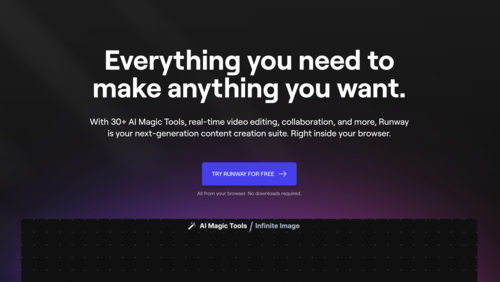 Everything you need to
make anything you want.
With 30+ AI Magic Tools, real-time video editing, collaboration, and more, Runway
is your next-generation content creation suite. Right inside your browser.
TRY RUNWAY FOR FREE →
All from your browser. No downloads required.
AI Magic Tools / Infinite Image